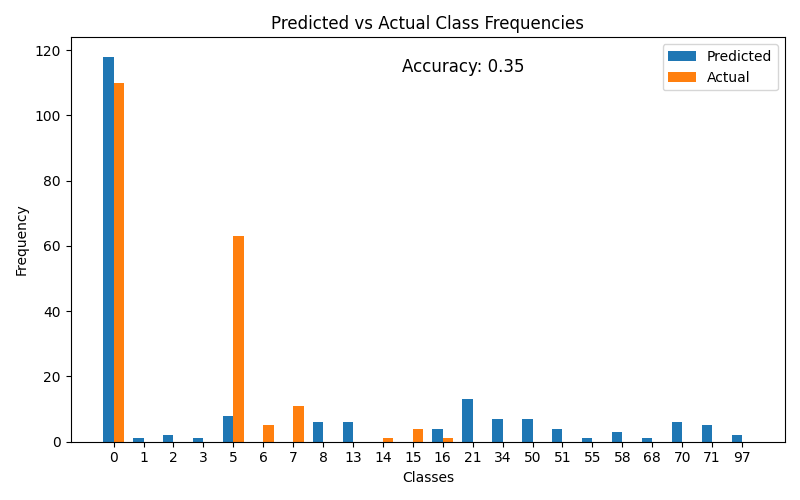 Predicted vs Actual Class Frequencies
Accuracy: 0.35
Predicted
Actual
Frequency
120
100
80
60
40
20
0
0 1 2 3 5 6 7 8 13 14 15 16 21 34 50 51 55 58 68 70 71 97
Classes